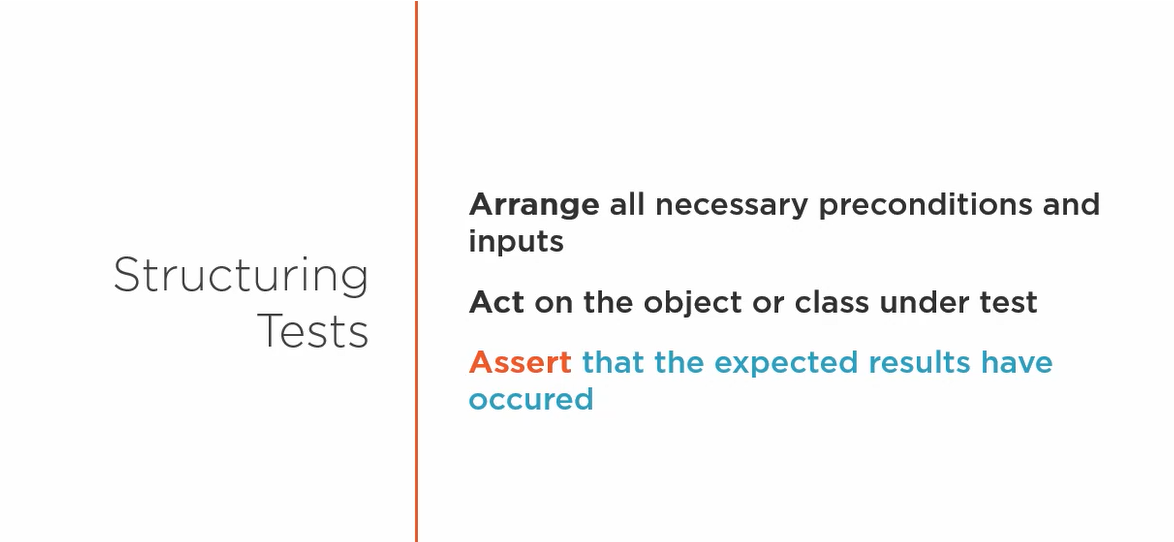 Structuring
Tests
Arrange all necessary preconditions and
inputs
Act on the object or class under test
Assert that the expected results have
occured